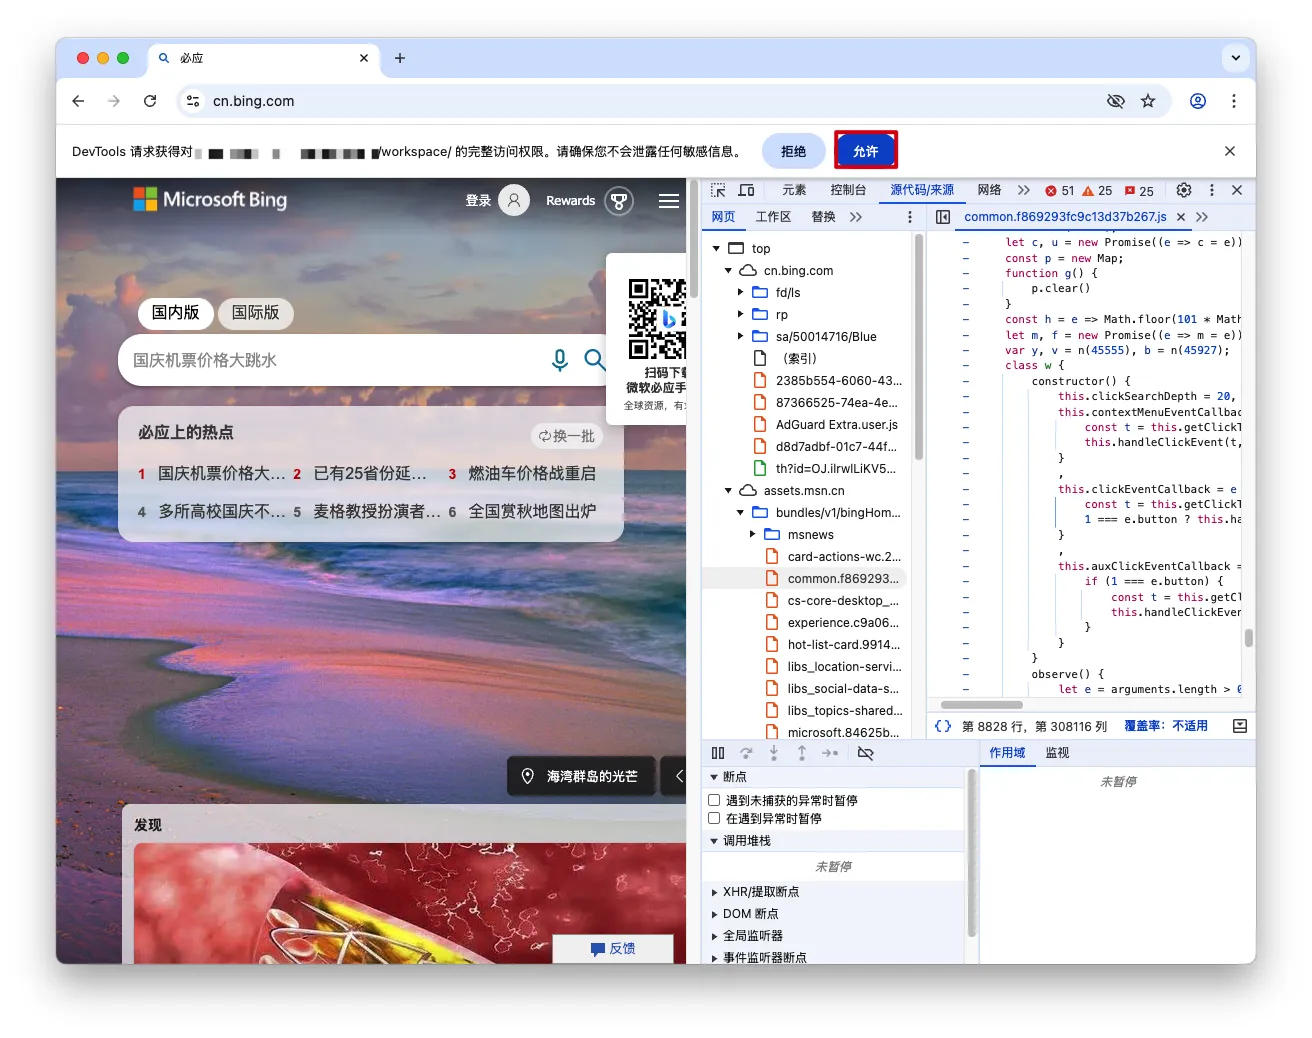 必应
cn.bing.com
DevTools 请求获得对 /workspace/ 的完整访问权限。请确保您不会泄露任何敏感信息。
拒绝
允许
Microsoft Bing
登录
Rewards
国内版
国际版
国庆机票价格大跳水
扫码下载
微软必应手
全球资源，有
必应上的热点
换一批
1 国庆机票价格大... 2 已有25省份延... 3 燃油车价格战重启
4 多所高校国庆不... 5 麦格教授扮演者... 6 全国赏秋地图出炉
海湾群岛的光芒
发现
反馈
元素 控制台 源代码/来源 网络 51 25 25
网页 工作区 替换
top
cn.bing.com
fd/ls
rp
sa/50014716/Blue
（索引）
2385b554-6060-43...
87366525-74ea-4e...
AdGuard Extra.user.js
d8d7adbf-01c7-44f...
th?id=OJ.ilrwlLiKV5...
assets.msn.cn
bundles/v1/bingHom...
msnews
card-actions-wc.2...
common.f869293...
cs-core-desktop_...
experience.c9a06...
hot-list-card.9914...
libs_location-servi...
libs_social-data-s...
libs_topics-shared...
microsoft.84625b...
common.f869293fc9c13d37b267.js
let c, u = new Promise((e => c = e))
const p = new Map;
function g() {
p.clear()
}
const h = e => Math.floor(101 * Math
let m, f = new Promise((e => m = e))
var y, v = n(45555), b = n(45927);
class w {
constructor() {
this.clickSearchDepth = 20,
this.contextMenuEventCallbac
const t = this.getClickT
this.handleClickEvent(t,
}
,
this.clickEventCallback = e
const t = this.getClickT
1 === e.button ? this.ha
}
,
this.auxClickEventCallback =
if (1 === e.button) {
const t = this.getCl
this.handleClickEven
}
}
}
observe() {
let e = arguments.length > 0
{} 第 8828 行，第 308116 列 覆盖率：不适用
断点
遇到未捕获的异常时暂停
在遇到异常时暂停
调用堆栈
未暂停
XHR/提取断点
DOM 断点
全局监听器
事件监听器断点
作用域 监视
未暂停